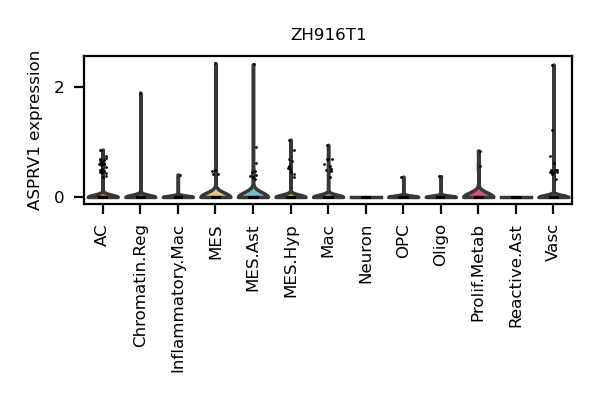 ZH916T1
ASPRV1 expression
2
0
AC
Chromatin.Reg
Inflammatory.Mac
MES
MES.Ast
MES.Hyp
Mac
Neuron
OPC
Oligo
Prolif.Metab
Reactive.Ast
Vasc